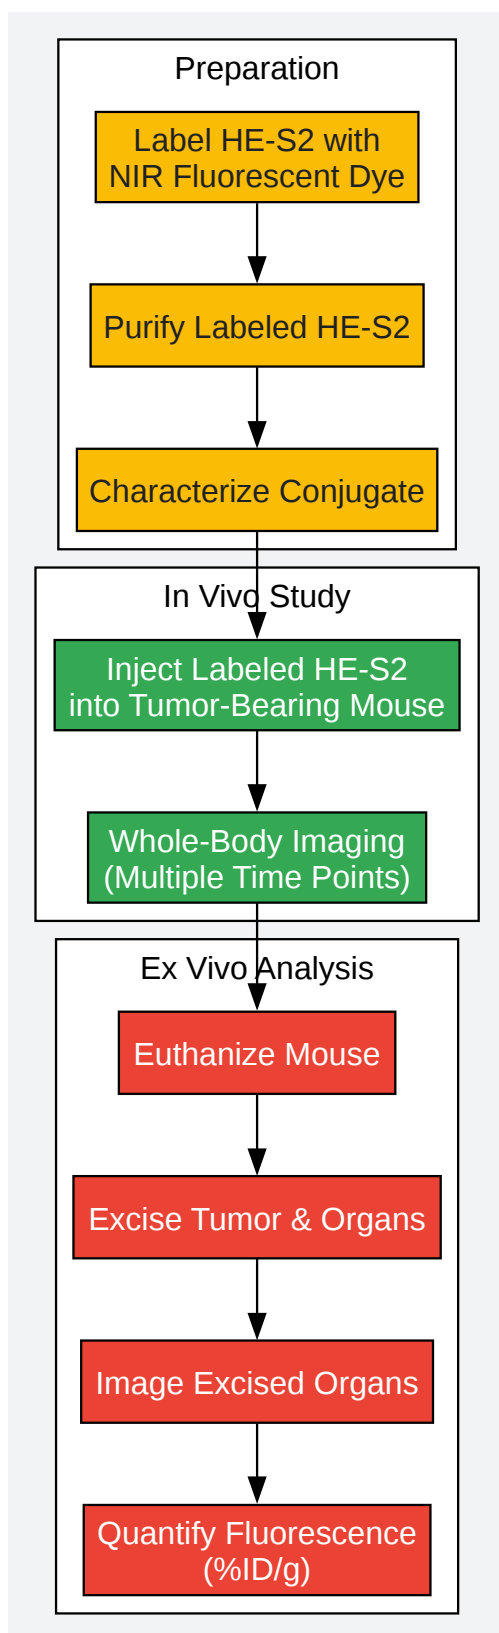 Preparation
Label HE-S2 with
NIR Fluorescent Dye
Purify Labeled HE-S2
Characterize Conjugate
In Vivo Study
Inject Labeled HE-S2
into Tumor-Bearing Mouse
Whole-Body Imaging
(Multiple Time Points)
Ex Vivo Analysis
Euthanize Mouse
Excise Tumor & Organs
Image Excised Organs
Quantify Fluorescence
(%ID/g)